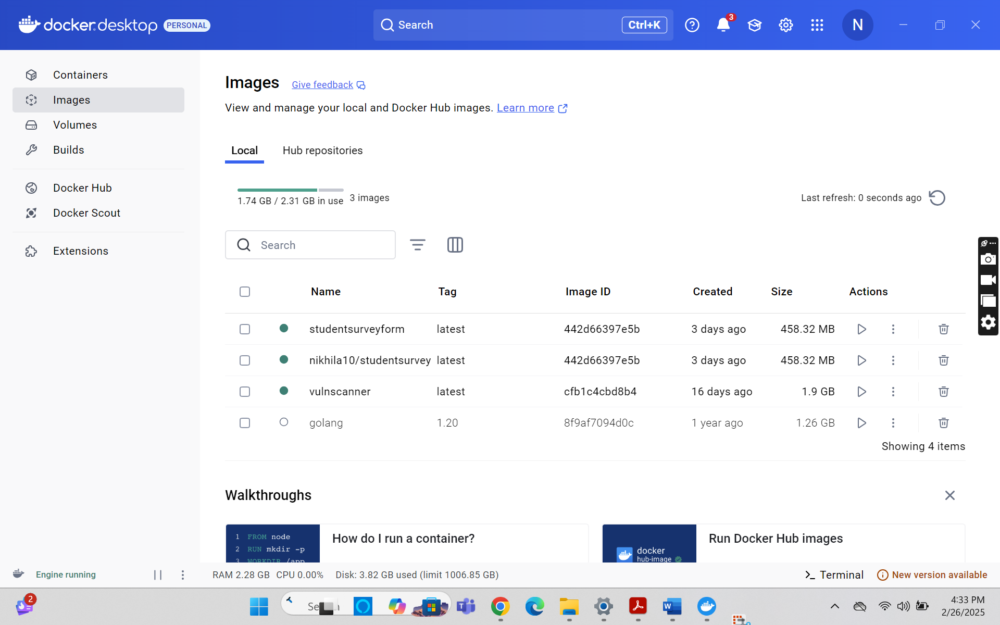 docker desktop PERSONAL
Search Ctrl+K
3
N
Containers
Images
Volumes
Builds
Docker Hub
Docker Scout
Extensions
Images Give feedback
View and manage your local and Docker Hub images. Learn more
Local Hub repositories
1.74 GB / 2.31 GB in use 3 images
Last refresh: 0 seconds ago
Search
Name Tag Image ID Created Size Actions
studentsurveyform latest 442d66397e5b 3 days ago 458.32 MB
nikhila10/studentsurvey latest 442d66397e5b 3 days ago 458.32 MB
vulnscanner latest cfb1c4cbd8b4 16 days ago 1.9 GB
golang 1.20 8f9af7094d0c 1 year ago 1.26 GB
Showing 4 items
Walkthroughs
1 FROM node
2 RUN mkdir -p
3 WORKDIR /app
How do I run a container?
docker
hub-image
Run Docker Hub images
Engine running
RAM 2.28 GB CPU 0.00% Disk: 3.82 GB used (limit 1006.85 GB)
Terminal
New version available
2
4:33 PM
2/26/2025